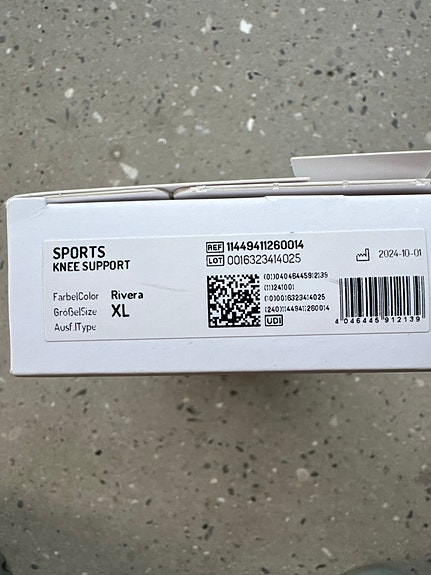 SPORTS
KNEE SUPPORT
Farbe|Color Rivera
Größe|Size XL
Ausf.|Type
REF 11449411260014
LOT 0016323414025
2024-10-01
(01)04046445912139
(11)241001
(10)0016323414025
(240)11449411260014
UDI
4 046445 912139